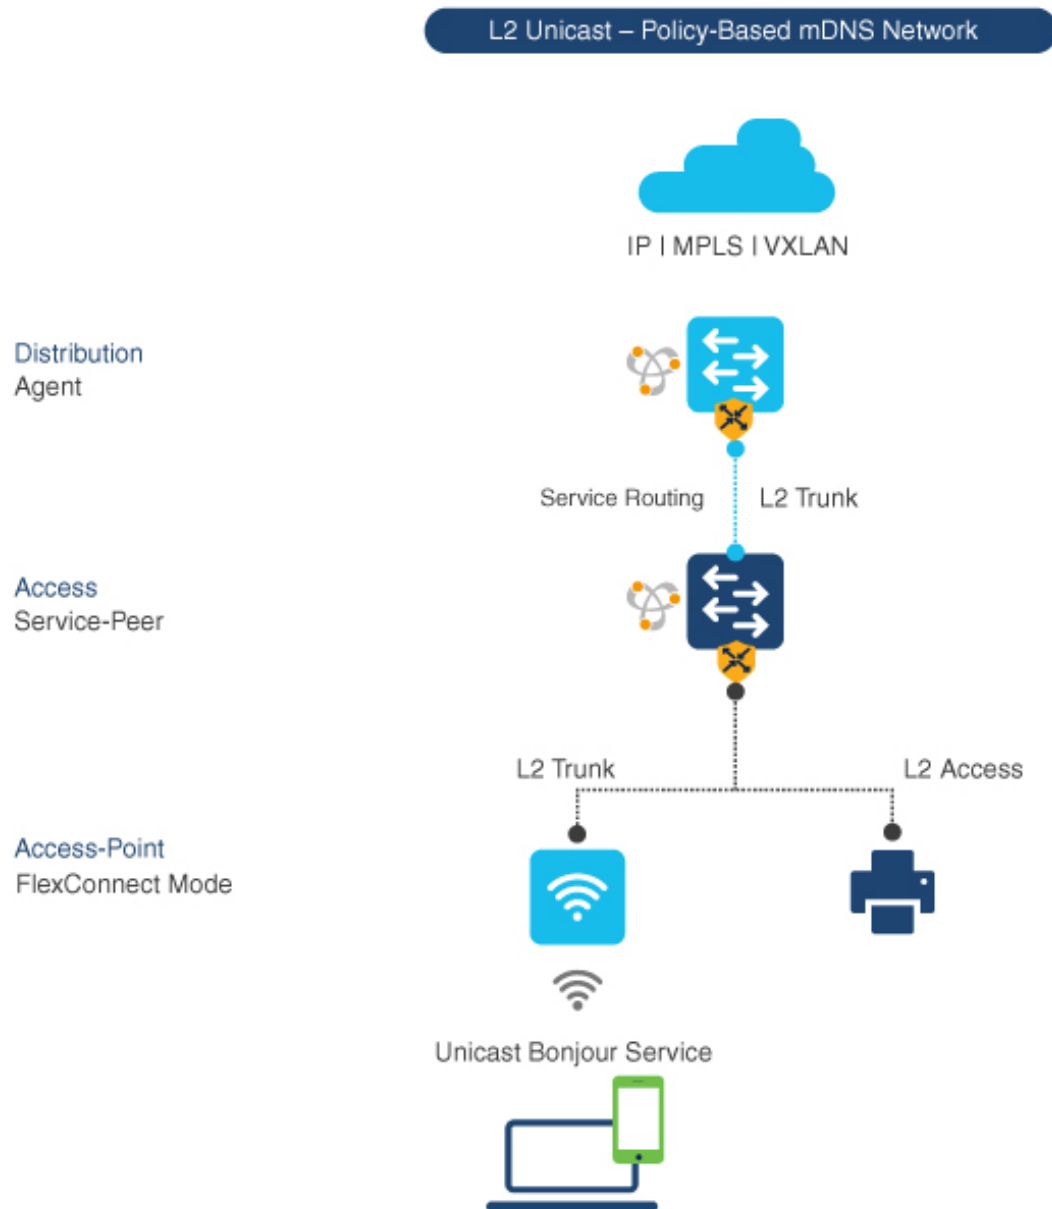 L2 Unicast – Policy-Based mDNS Network
IP | MPLS | VXLAN
Distribution
Agent
Service Routing
L2 Trunk
Access
Service-Peer
L2 Trunk
L2 Access
Access-Point
FlexConnect Mode
Unicast Bonjour Service